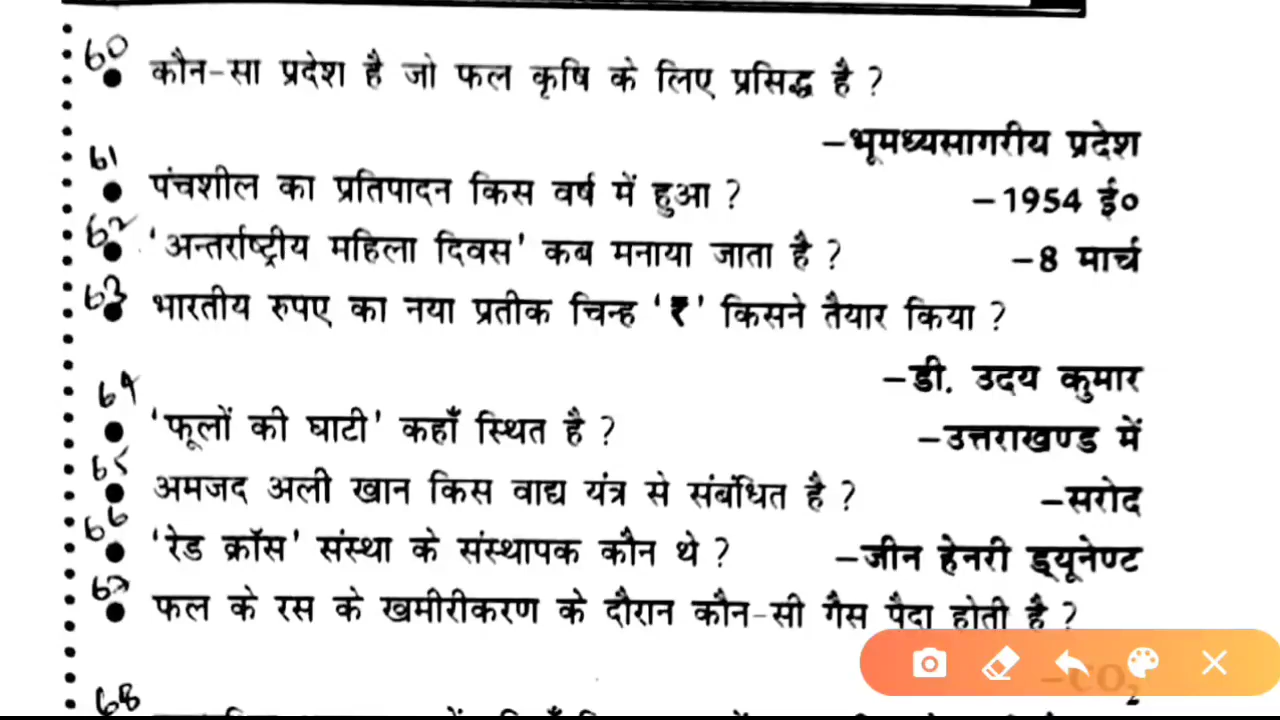 60
• कौन-सा प्रदेश है जो फल कृषि के लिए प्रसिद्ध है ?
–भूमध्यसागरीय प्रदेश
61
• पंचशील का प्रतिपादन किस वर्ष में हुआ ? –1954 ई०
62
• 'अन्तर्राष्ट्रीय महिला दिवस' कब मनाया जाता है ? –8 मार्च
63
• भारतीय रुपए का नया प्रतीक चिन्ह '₹' किसने तैयार किया ?
–डी. उदय कुमार
64
• 'फूलों की घाटी' कहाँ स्थित है ? –उत्तराखण्ड में
65
• अमजद अली खान किस वाद्य यंत्र से संबंधित है ? –सरोद
66
• 'रेड क्रॉस' संस्था के संस्थापक कौन थे ? –जीन हेनरी ड्यूनेण्ट
67
• फल के रस के खमीरीकरण के दौरान कौन-सी गैस पैदा होती है ?
–CO₂
68